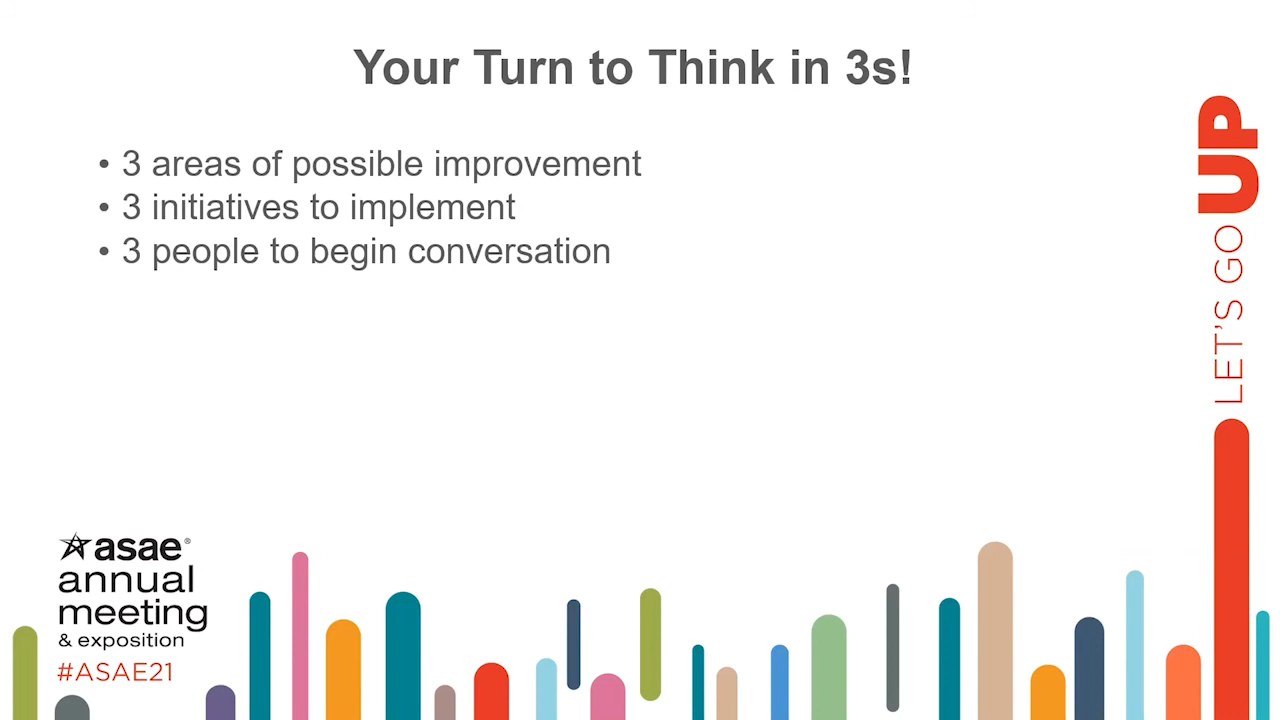 Your Turn to Think in 3s!
• 3 areas of possible improvement
• 3 initiatives to implement
• 3 people to begin conversation
LET'S GO UP
asae®
annual
meeting
& exposition
#ASAE21